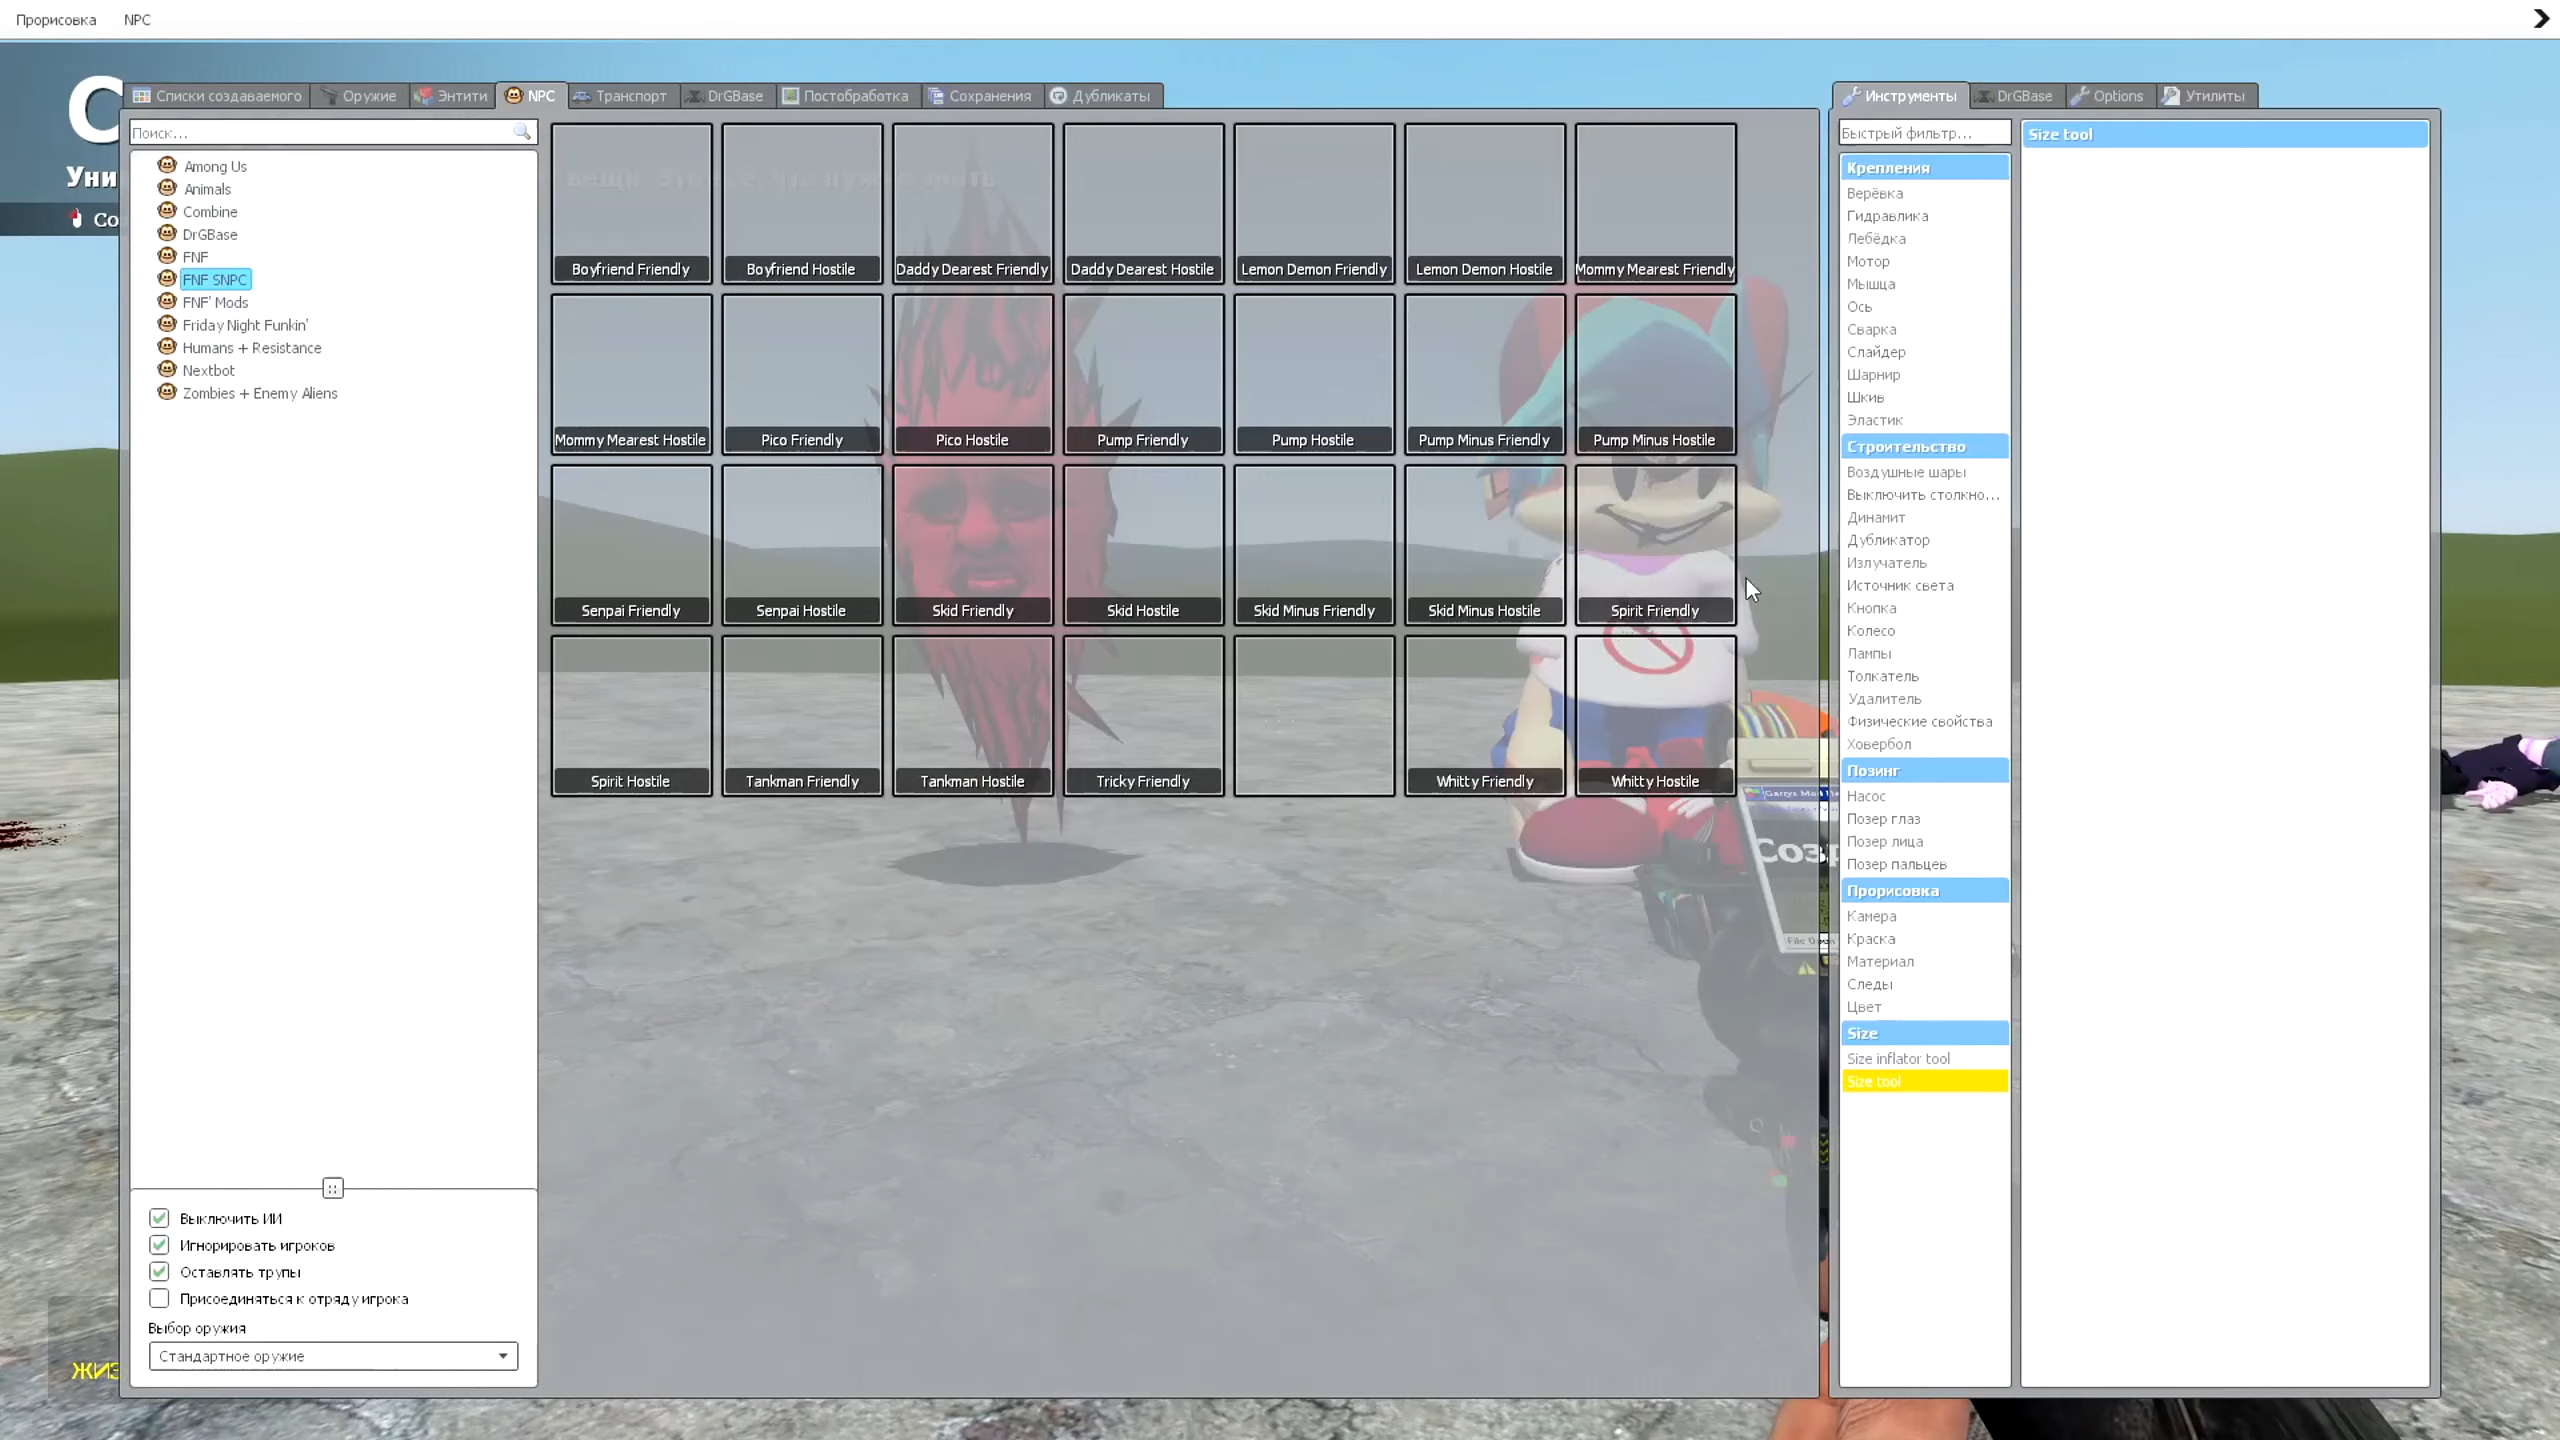 Прорисовка NPC
Списки создаваемого Оружие Энтити NPC Транспорт DrGBase Постобработка Сохранения Дубликаты
Инструменты DrGBase Options Утилиты
С
Уни
Со
Поиск...
Among Us
Animals
Combine
DrGBase
FNF
FNF SNPC
FNF' Mods
Friday Night Funkin'
Humans + Resistance
Nextbot
Zombies + Enemy Aliens
Boyfriend Friendly Boyfriend Hostile Daddy Dearest Friendly Daddy Dearest Hostile Lemon Demon Friendly Lemon Demon Hostile Mommy Mearest Friendly
Mommy Mearest Hostile Pico Friendly Pico Hostile Pump Friendly Pump Hostile Pump Minus Friendly Pump Minus Hostile
Senpai Friendly Senpai Hostile Skid Friendly Skid Hostile Skid Minus Friendly Skid Minus Hostile Spirit Friendly
Spirit Hostile Tankman Friendly Tankman Hostile Tricky Friendly Whitty Friendly Whitty Hostile
Созр
Выключить ИИ
Игнорировать игроков
Оставлять трупы
Присоединяться к отряду игрока
Выбор оружия
Стандартное оружие
ЖИЗ
Быстрый фильтр...
Крепления
Верёвка
Гидравлика
Лебёдка
Мотор
Мышца
Ось
Сварка
Слайдер
Шарнир
Шкив
Эластик
Строительство
Воздушные шары
Выключить столкно...
Динамит
Дубликатор
Излучатель
Источник света
Кнопка
Колесо
Лампы
Толкатель
Удалитель
Физические свойства
Ховербол
Позинг
Насос
Позер глаз
Позер лица
Позер пальцев
Прорисовка
Камера
Краска
Материал
Следы
Цвет
Size
Size inflator tool
Size tool
Size tool